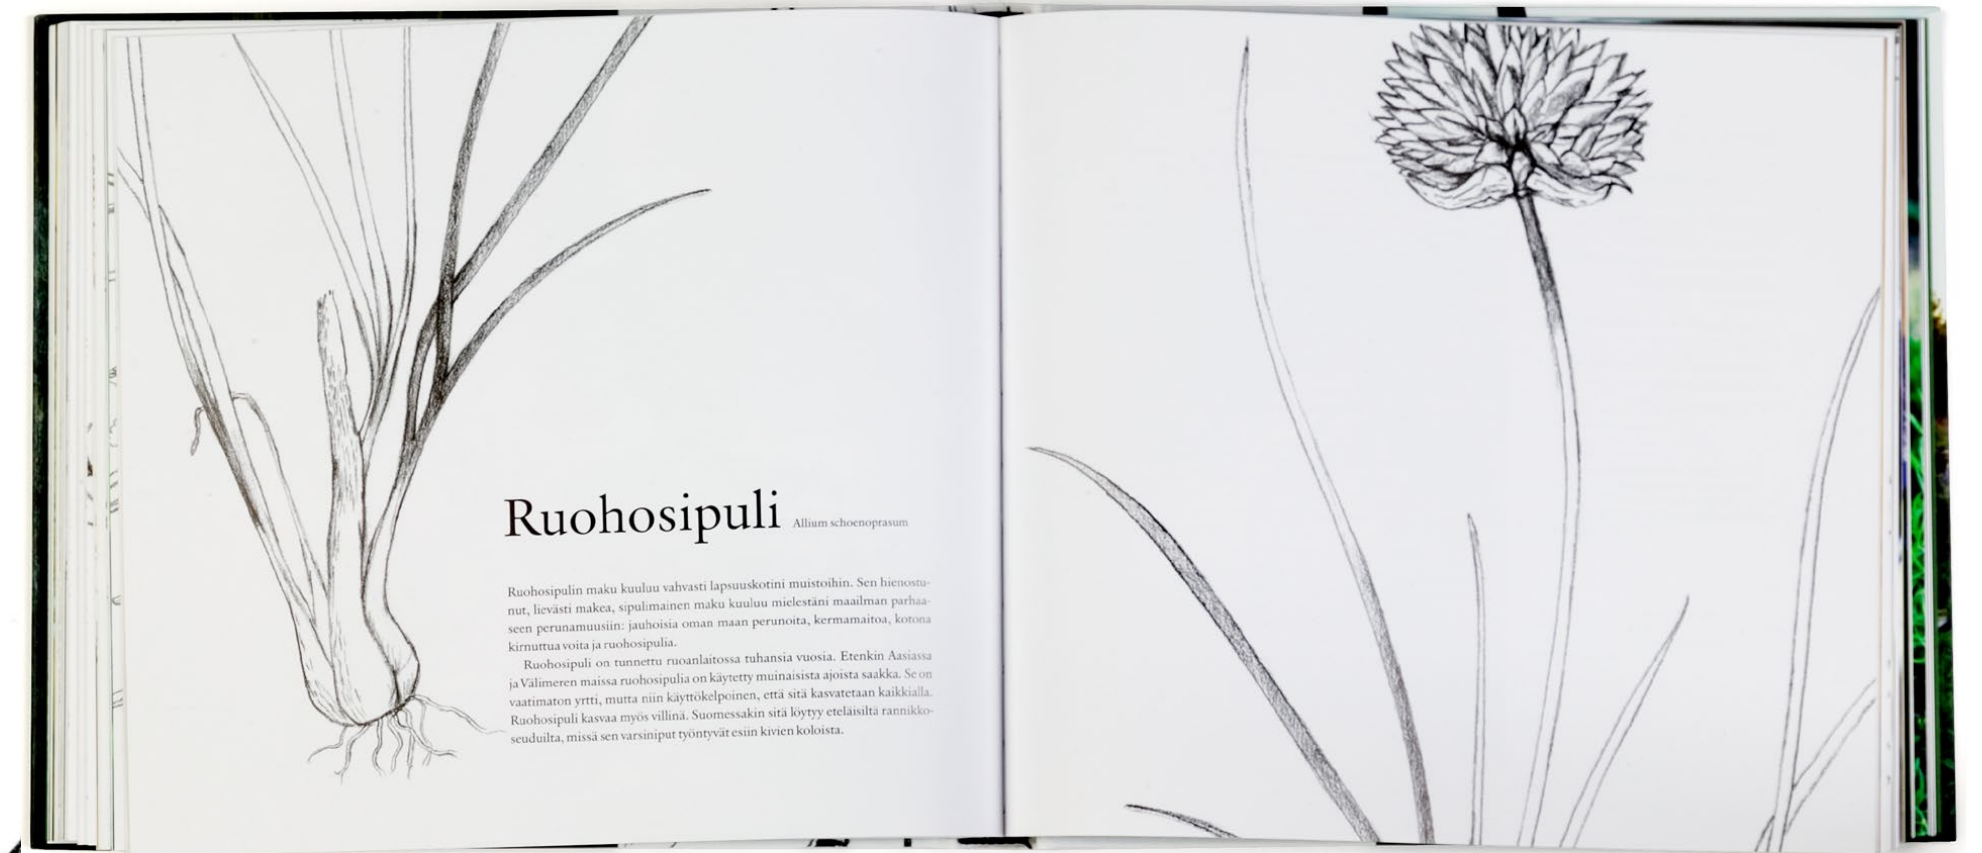 Ruohosipuli Allium schoenoprasum
Ruohosipulin maku kuuluu vahvasti lapsuuskotini muistoihin. Sen hienostu-
nut, lievästi makea, sipulimainen maku kuuluu mielestäni maailman parhaa-
seen perunamuusiin: jauhoisia oman maan perunoita, kermamaitoa, kotona
kirnuttua voita ja ruohosipulia.
Ruohosipuli on tunnettu ruoanlaitossa tuhansia vuosia. Etenkin Aasiassa
ja Välimeren maissa ruohosipulia on käytetty muinaisista ajoista saakka. Se on
vaatimaton yrtti, mutta niin käyttökelpoinen, että sitä kasvatetaan kaikkialla.
Ruohosipuli kasvaa myös villinä. Suomessakin sitä löytyy eteläisiltä rannikko-
seuduilta, missä sen varsiniput työntyvät esiin kivien koloista.